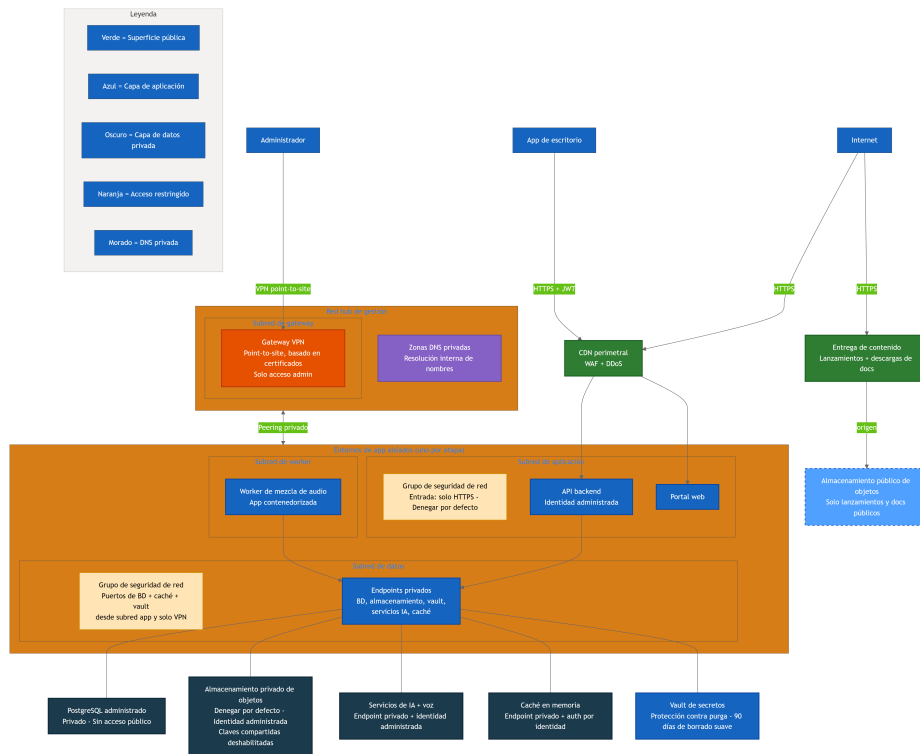 Leyenda
Verde = Superficie pública
Azul = Capa de aplicación
Oscuro = Capa de datos
privada
Naranja = Acceso restringido
Morado = DNS privada
Administrador
App de escritorio
Internet
VPN point-to-site
HTTPS + JWT
HTTPS
HTTPS
Red hub de gestión
Subred de gateway
Gateway VPN
Point-to-site, basado en
certificados
Solo acceso admin
Zonas DNS privadas
Resolución interna de
nombres
CDN perimetral
WAF + DDoS
Entrega de contenido
Lanzamientos + descargas de
docs
Peering privado
origen
Entornos de app aislados (uno por etapa)
Subred de worker
Worker de mezcla de audio
App contenedorizada
Subred de aplicación
Grupo de seguridad de red
Entrada: solo HTTPS -
Denegar por defecto
API backend
Identidad administrada
Portal web
Almacenamiento público de
objetos
Solo lanzamientos y docs
públicos
Subred de datos
Grupo de seguridad de red
Puertos de BD + caché +
vault
desde subred app y solo VPN
Endpoints privados
BD, almacenamiento, vault,
servicios IA, caché
PostgreSQL administrado
Privado - Sin acceso público
Almacenamiento privado de
objetos
Denegar por defecto -
Identidad administrada
Claves compartidas
deshabilitadas
Servicios de IA + voz
Endpoint privado + identidad
administrada
Caché en memoria
Endpoint privado + auth por
identidad
Vault de secretos
Protección contra purga - 90
días de borrado suave